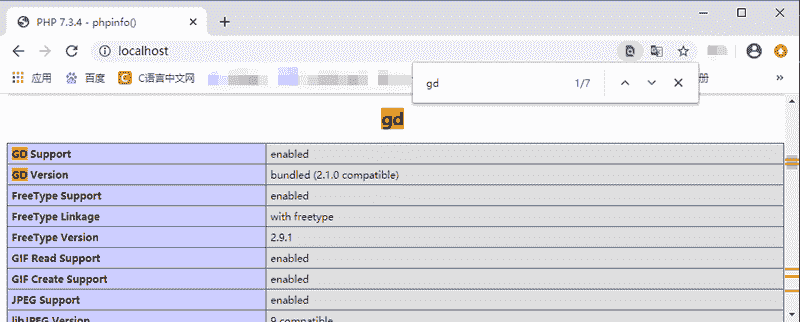 PHP 7.3.4 - phpinfo()
localhost
应用 百度 C语言中文网 册 »
gd 1/7
gd
GD Support enabled
GD Version bundled (2.1.0 compatible)
FreeType Support enabled
FreeType Linkage with freetype
FreeType Version 2.9.1
GIF Read Support enabled
GIF Create Support enabled
JPEG Support enabled
libJPEG Version 9 compatible